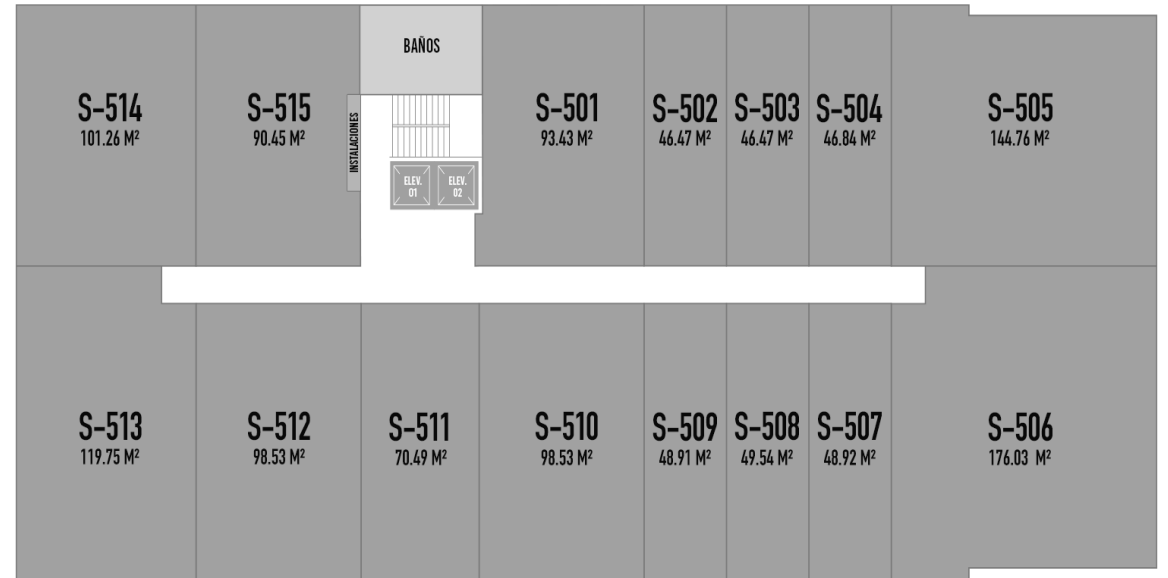 BAÑOS
S-514
101.26 M²
S-515
90.45 M²
INSTALACIONES
ELEV.
01
ELEV.
02
S-501
93.43 M²
S-502
46.47 M²
S-503
46.47 M²
S-504
46.84 M²
S-505
144.76 M²
S-513
119.75 M²
S-512
98.53 M²
S-511
70.49 M²
S-510
98.53 M²
S-509
48.91 M²
S-508
49.54 M²
S-507
48.92 M²
S-506
176.03 M²